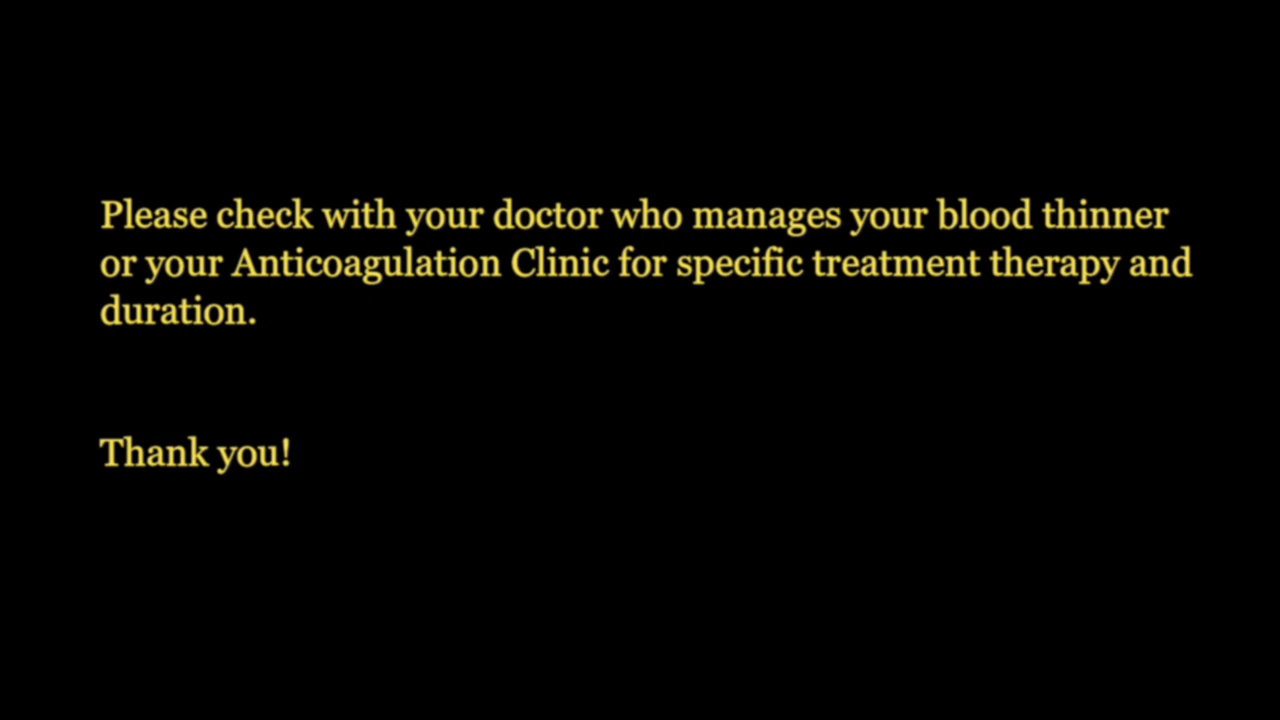 Please check with your doctor who manages your blood thinner
or your Anticoagulation Clinic for specific treatment therapy and
duration.
Thank you!